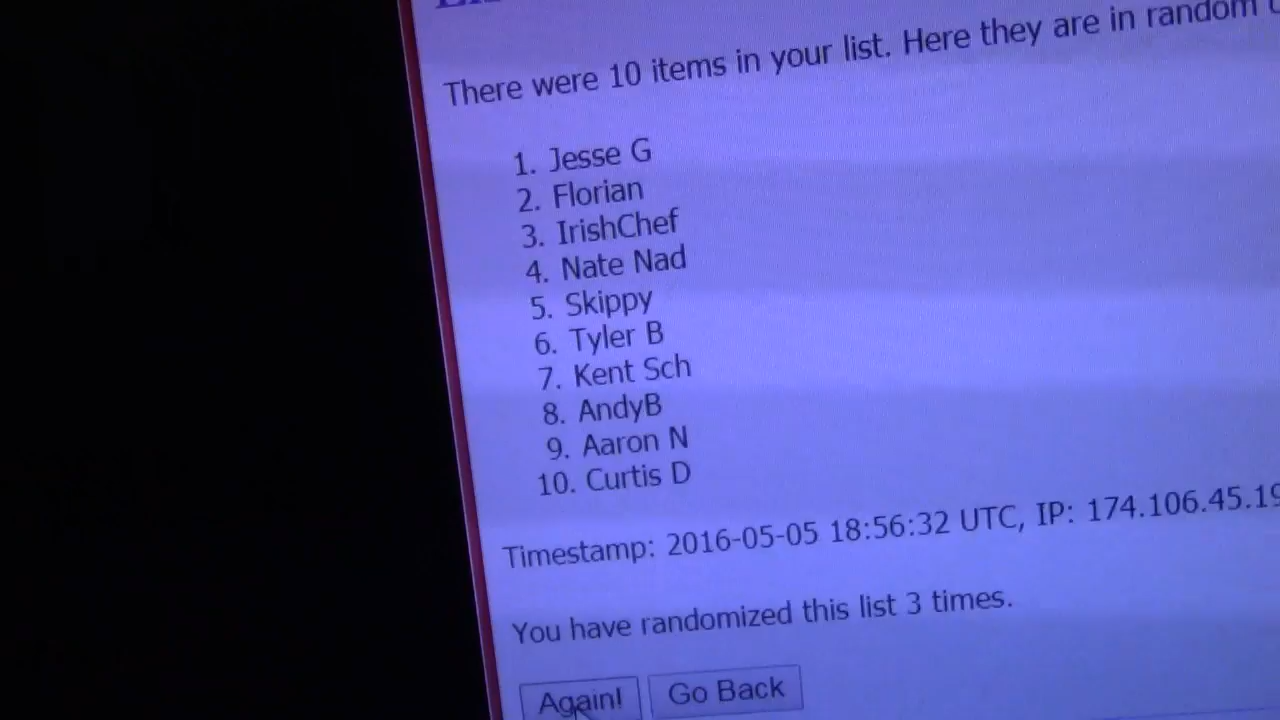 There were 10 items in your list. Here they are in random
1. Jesse G
2. Florian
3. IrishChef
4. Nate Nad
5. Skippy
6. Tyler B
7. Kent Sch
8. AndyB
9. Aaron N
10. Curtis D
Timestamp: 2016-05-05 18:56:32 UTC, IP: 174.106.45.19
You have randomized this list 3 times.
Again! Go Back